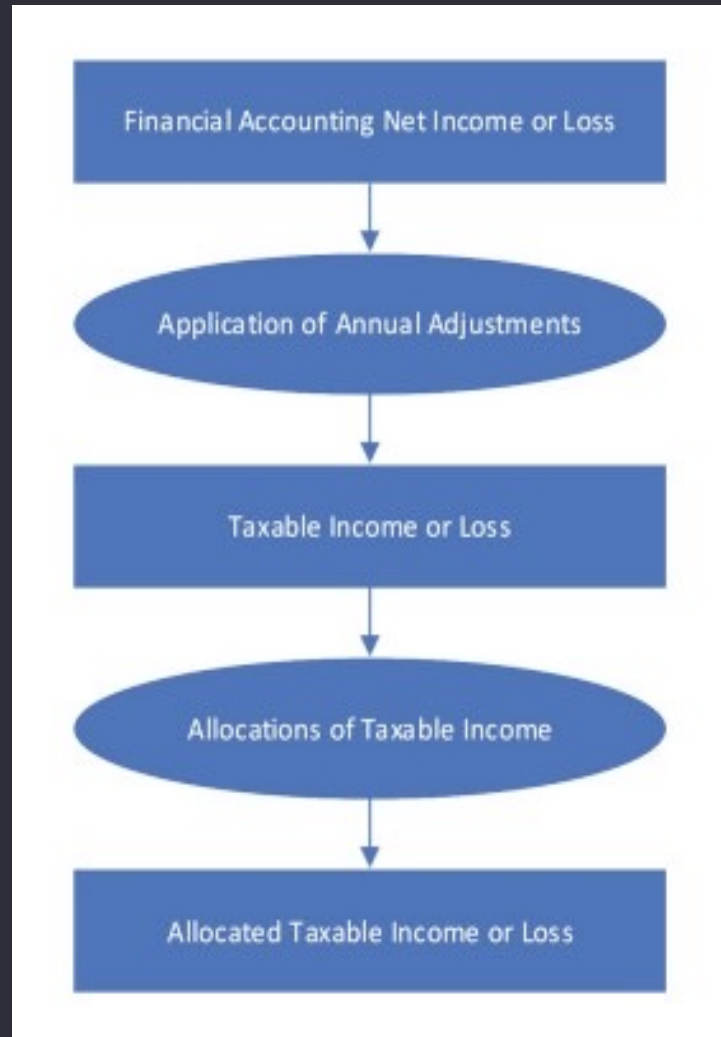 Financial Accounting Net Income or Loss
Application of Annual Adjustments
Taxable Income or Loss
Allocations of Taxable Income
Allocated Taxable Income or Loss